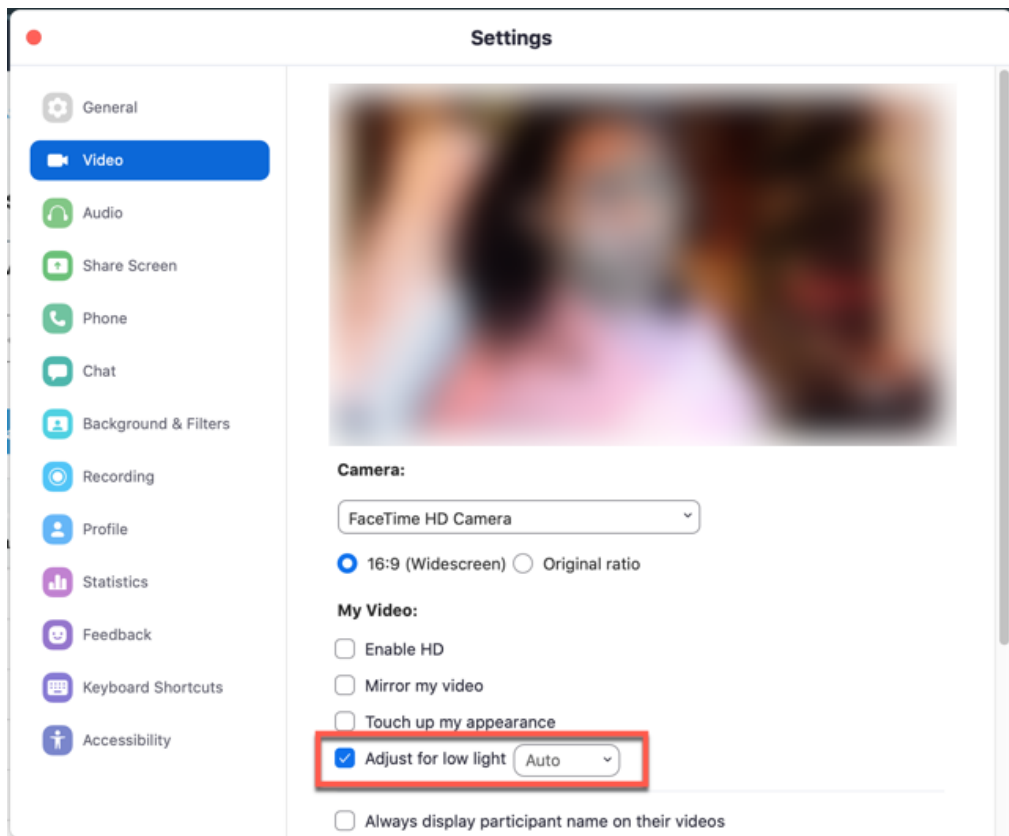 Settings
General
Video
Audio
Share Screen
Phone
Chat
Background & Filters
Recording
Profile
Statistics
Feedback
Keyboard Shortcuts
Accessibility
Camera:
FaceTime HD Camera
16:9 (Widescreen) Original ratio
My Video:
Enable HD
Mirror my video
Touch up my appearance
Adjust for low light Auto
Always display participant name on their videos